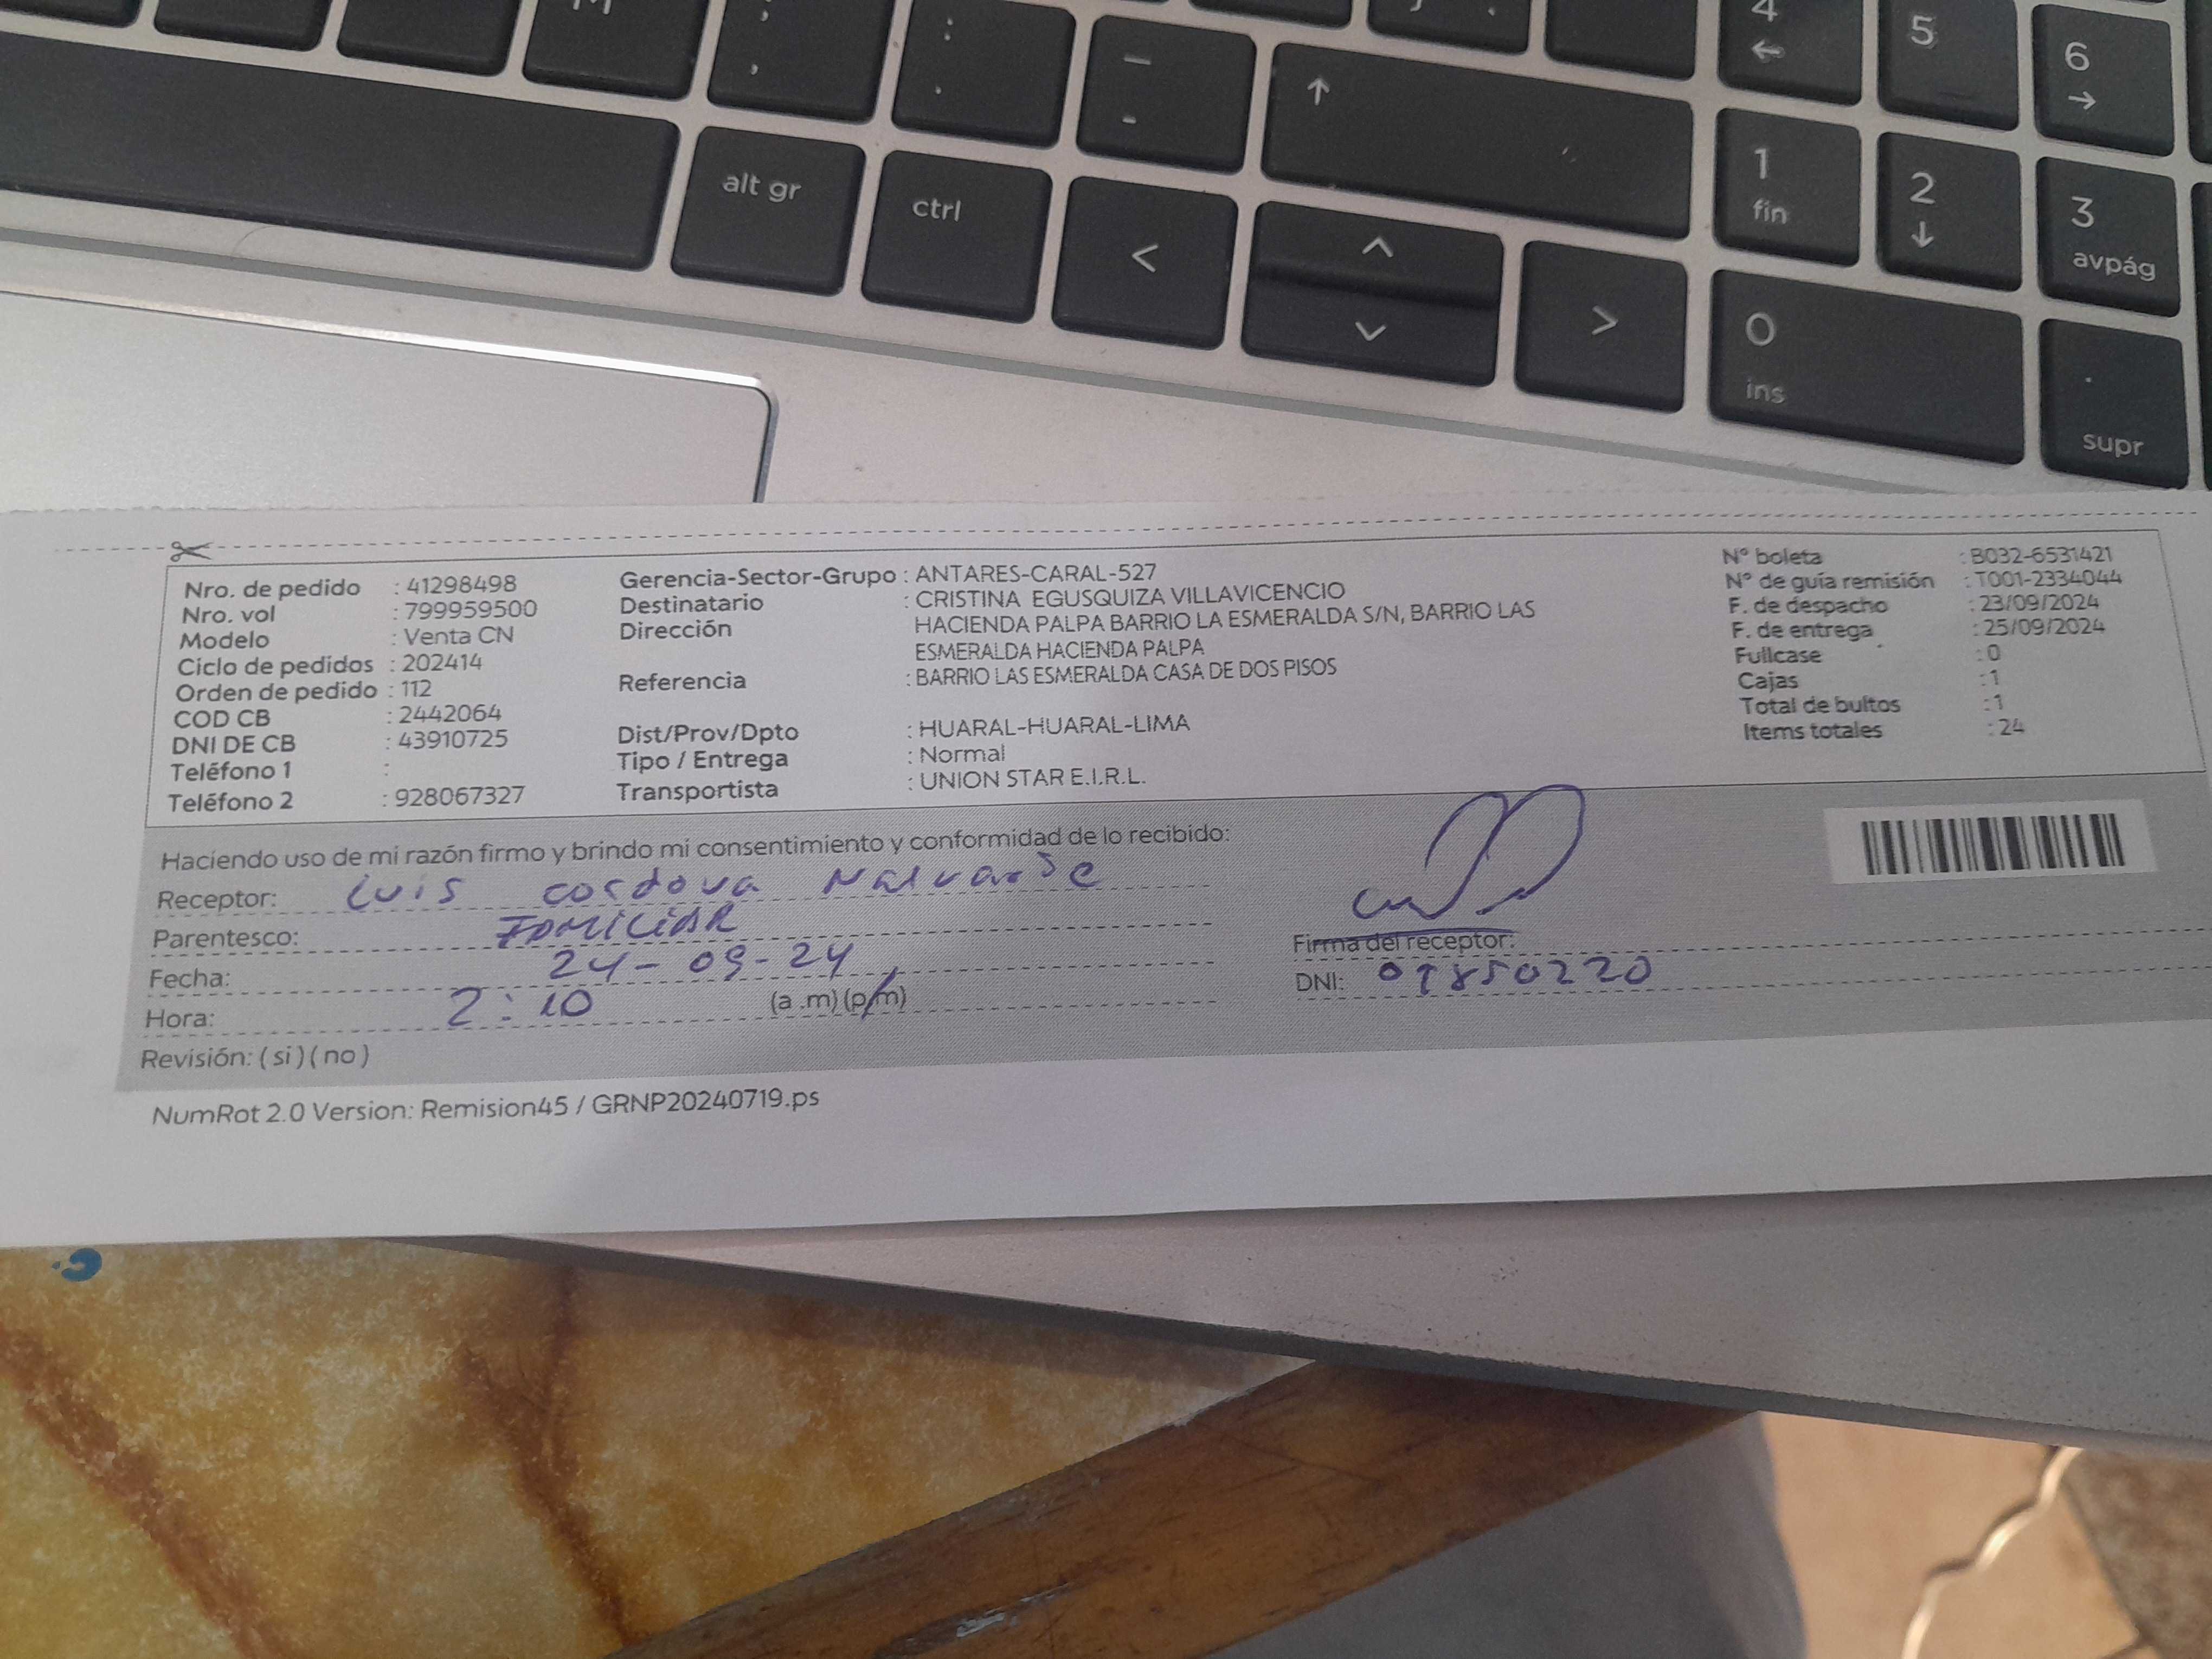 M ; , : . _ - ↑ 4 ← 5 6 →
alt gr ctrl < ^ v > 1 fin 2 ↓ 3 avpág
0 ins . supr
Nro. de pedido : 41298498
Nro. vol : 799959500
Modelo : Venta CN
Ciclo de pedidos : 202414
Orden de pedido : 112
COD CB : 2442064
DNI DE CB : 43910725
Teléfono 1 :
Teléfono 2 : 928067327
Gerencia-Sector-Grupo : ANTARES-CARAL-527
Destinatario : CRISTINA EGUSQUIZA VILLAVICENCIO
Dirección HACIENDA PALPA BARRIO LA ESMERALDA S/N, BARRIO LAS
ESMERALDA HACIENDA PALPA
Referencia : BARRIO LAS ESMERALDA CASA DE DOS PISOS
Dist/Prov/Dpto : HUARAL-HUARAL-LIMA
Tipo / Entrega : Normal
Transportista : UNION STAR E.I.R.L.
N° boleta : B032-6531421
N° de guía remisión : T001-2334044
F. de despacho : 23/09/2024
F. de entrega : 25/09/2024
Fullcase : 0
Cajas : 1
Total de bultos : 1
Items totales : 24
Haciendo uso de mi razón firmo y brindo mi consentimiento y conformidad de lo recibido:
Receptor: Luis cordova
Parentesco: FAMILIAR
Fecha: 24-09-24
Hora: 2:10 (a .m) (p/m)
Revisión: ( si ) ( no )
Firma del receptor:
DNI:
NumRot 2.0 Version: Remision45 / GRNP20240719.ps